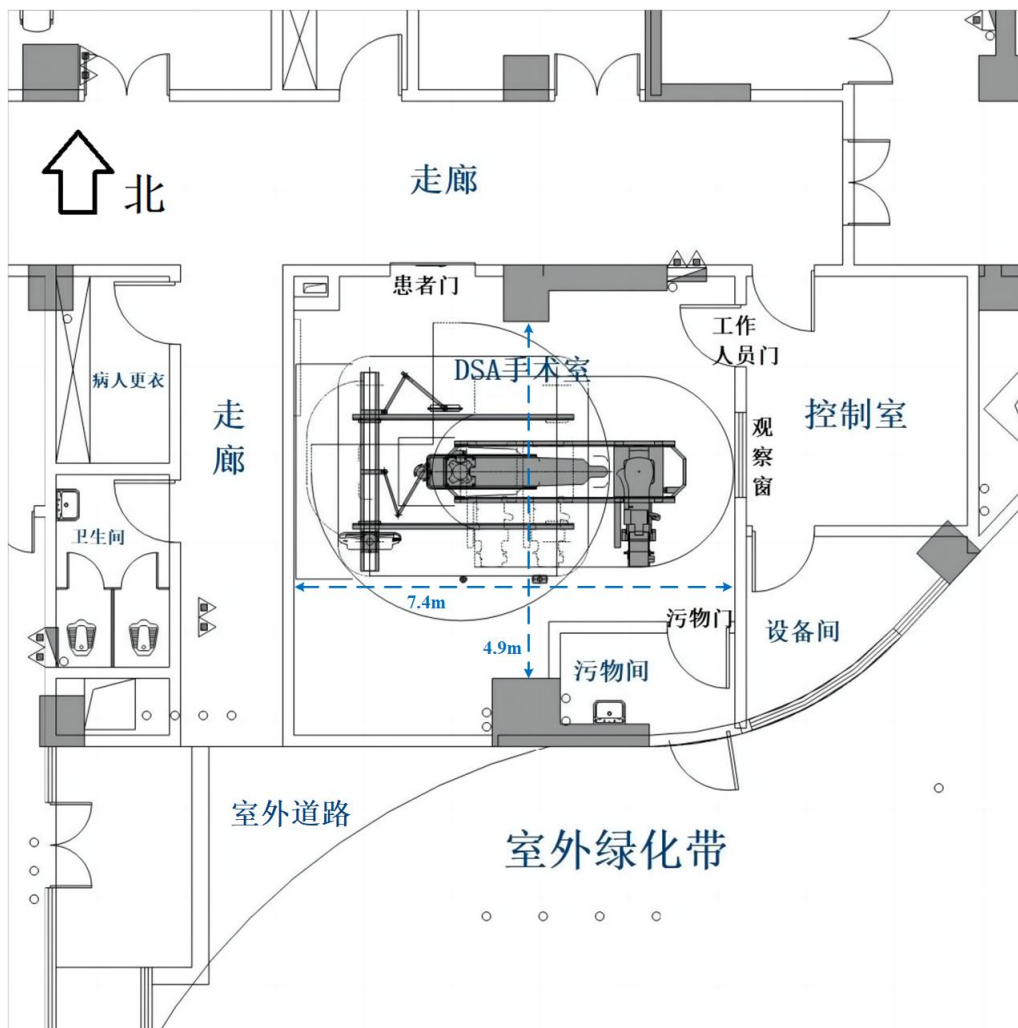 走廊
北
患者门
工作
人员门
DSA手术室
病人更衣
走
廊
控制室
观
察
窗
卫生间
7.4m
4.9m
污物门
设备间
污物间
室外道路
室外绿化带